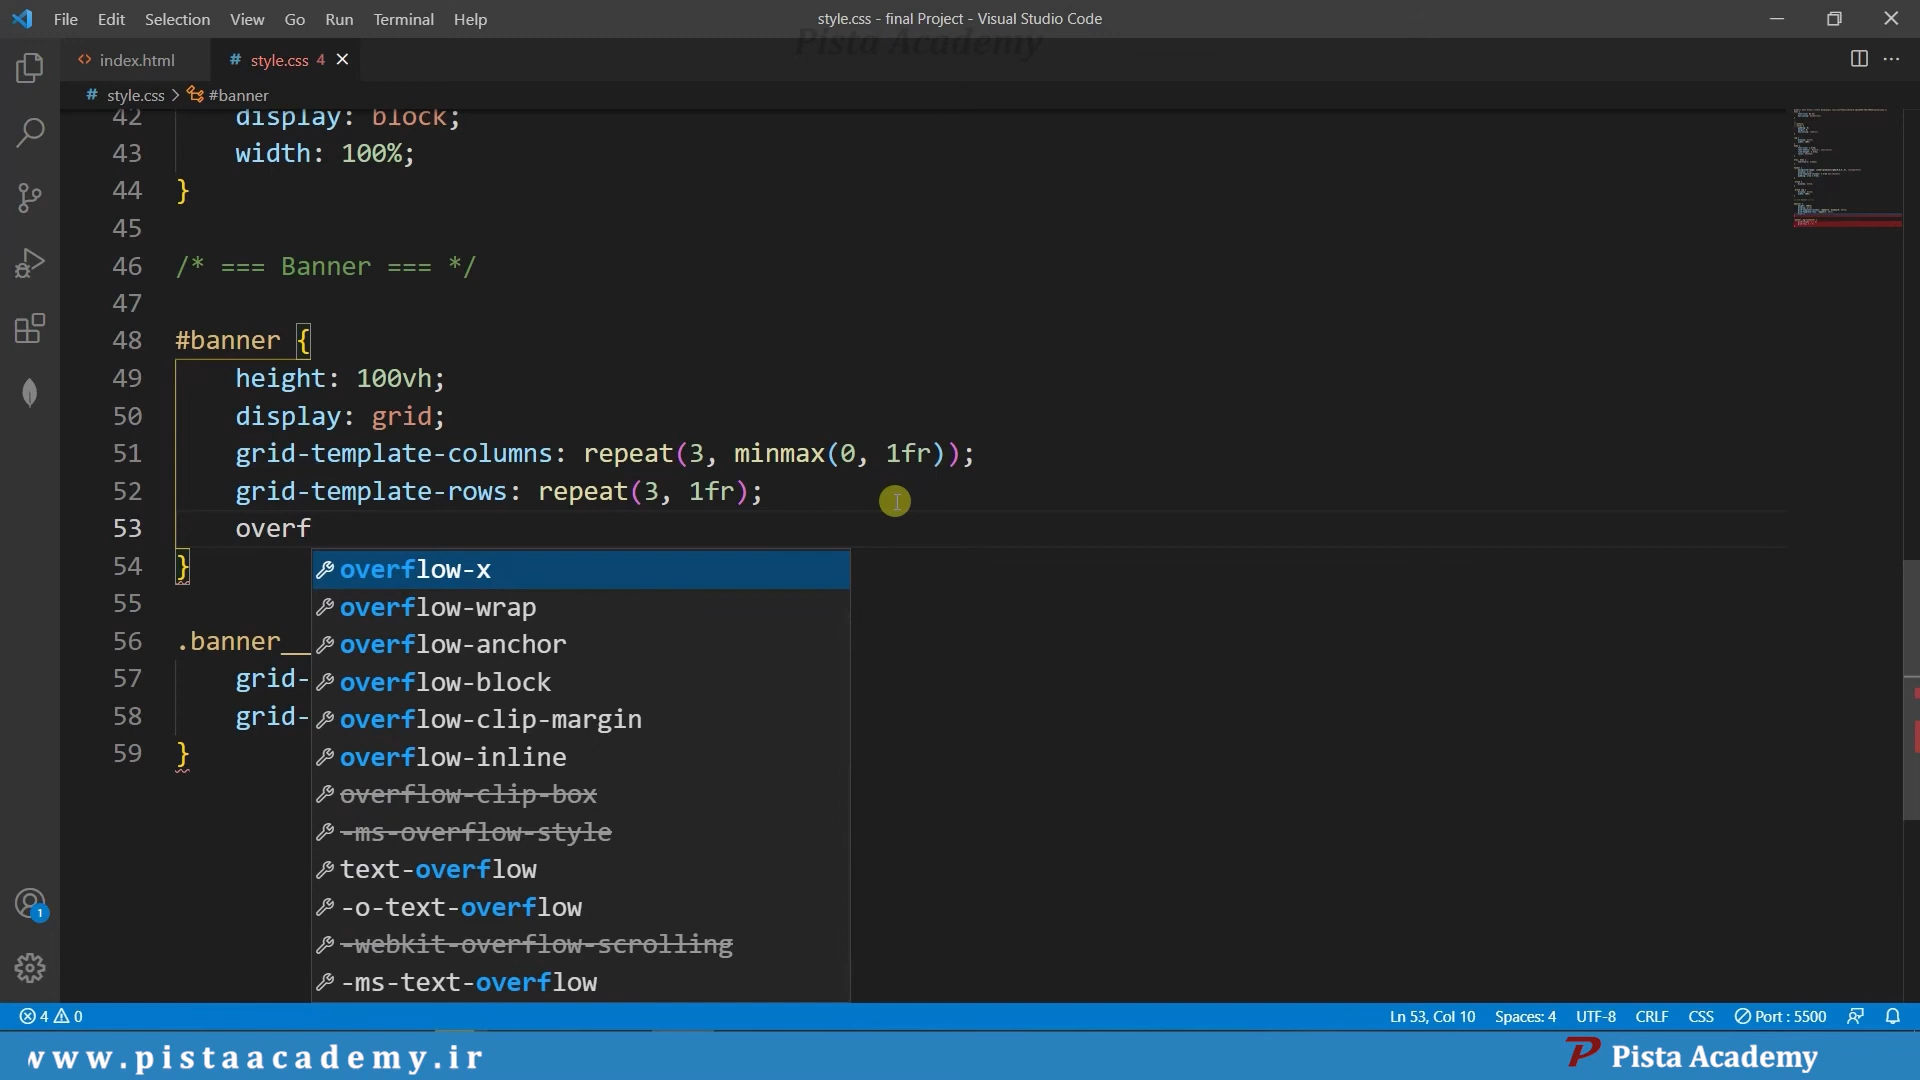 File Edit Selection View Go Run Terminal Help
style.css - final Project - Visual Studio Code
Pista Academy
<> index.html
# style.css 4
# style.css > #banner
42 display: block;
43 width: 100%;
44 }
45
46 /* === Banner === */
47
48 #banner {
49 height: 100vh;
50 display: grid;
51 grid-template-columns: repeat(3, minmax(0, 1fr));
52 grid-template-rows: repeat(3, 1fr);
53 overf
54 }
overflow-x
55
overflow-wrap
56 .banner__
overflow-anchor
57 grid-
overflow-block
58 grid-
overflow-clip-margin
59 }
overflow-inline
overflow-clip-box
-ms-overflow-style
text-overflow
-o-text-overflow
-webkit-overflow-scrolling
-ms-text-overflow
1
4 0
Ln 53, Col 10 Spaces: 4 UTF-8 CRLF CSS Port : 5500
www.pistaacademy.ir
Pista Academy